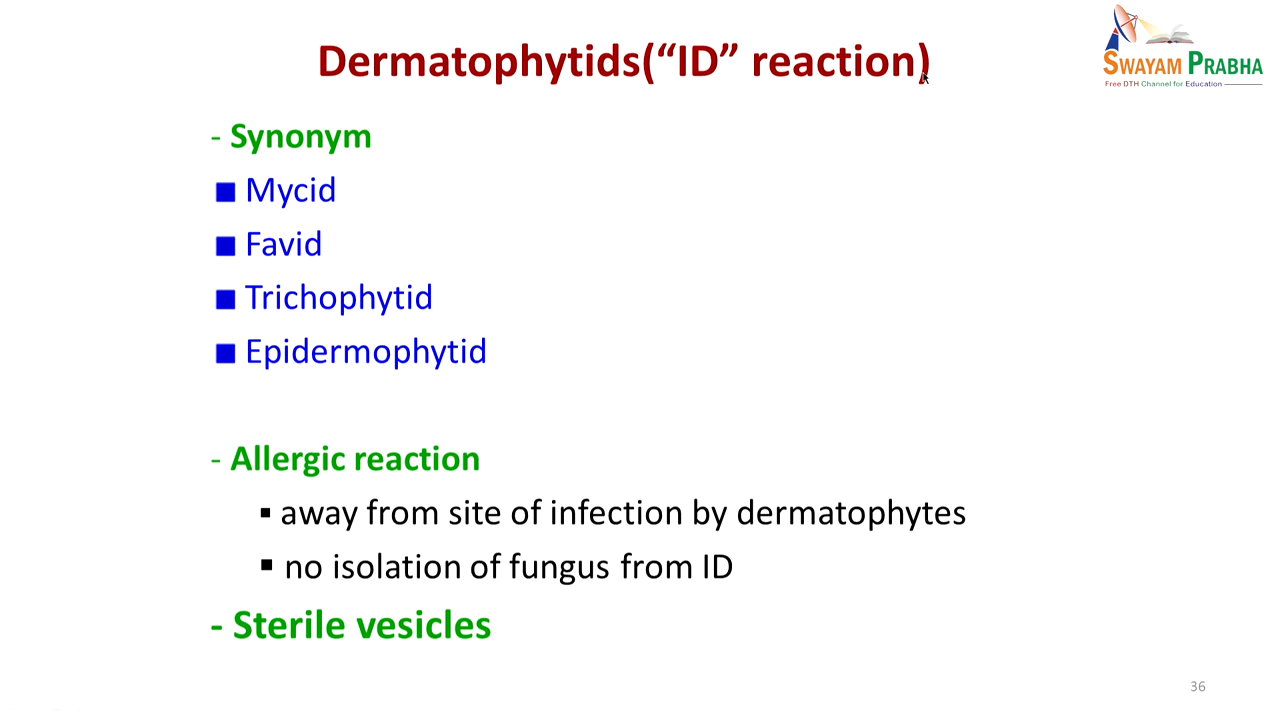 Dermatophytids(“ID” reaction)
SWAYAM PRABHA
Free DTH Channel for Education
- Synonym
■ Mycid
■ Favid
■ Trichophytid
■ Epidermophytid
- Allergic reaction
▪ away from site of infection by dermatophytes
▪ no isolation of fungus from ID
- Sterile vesicles
36